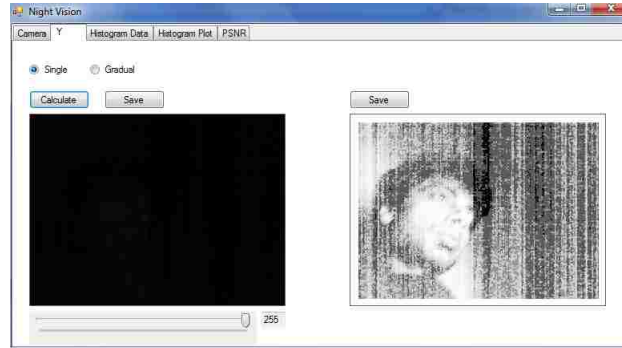 Night Vision
Camera Y Histogram Data Histogram Plot PSNR
Single Gradual
Calculate Save Save
255